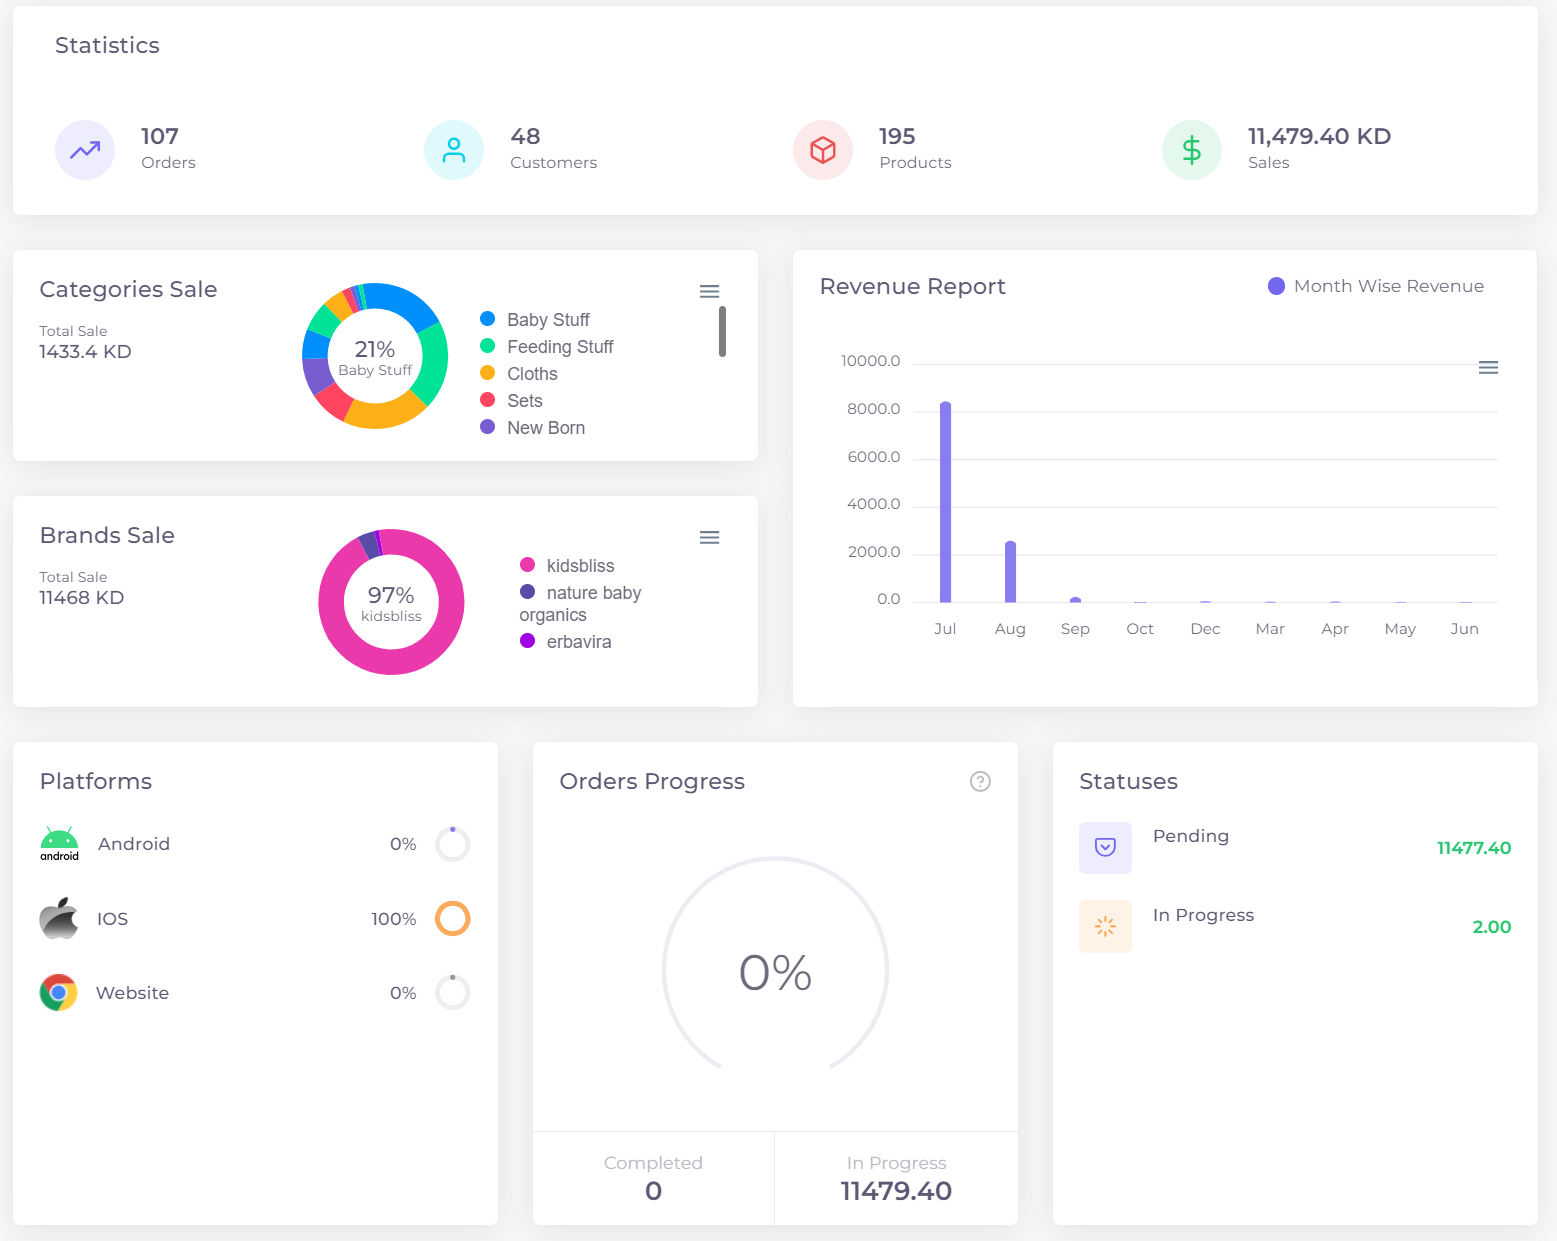 Statistics
107
Orders
48
Customers
195
Products
11,479.40 KD
Sales
Categories Sale
Total Sale
1433.4 KD
21%
Baby Stuff
Baby Stuff
Feeding Stuff
Cloths
Sets
New Born
Revenue Report
Month Wise Revenue
10000.0
8000.0
6000.0
4000.0
2000.0
0.0
Jul Aug Sep Oct Dec Mar Apr May Jun
Brands Sale
Total Sale
11468 KD
97%
kidsbliss
kidsbliss
nature baby
organics
erbavira
Platforms
android
Android 0%
IOS 100%
Website 0%
Orders Progress
0%
Completed
0
In Progress
11479.40
Statuses
Pending
11477.40
In Progress
2.00